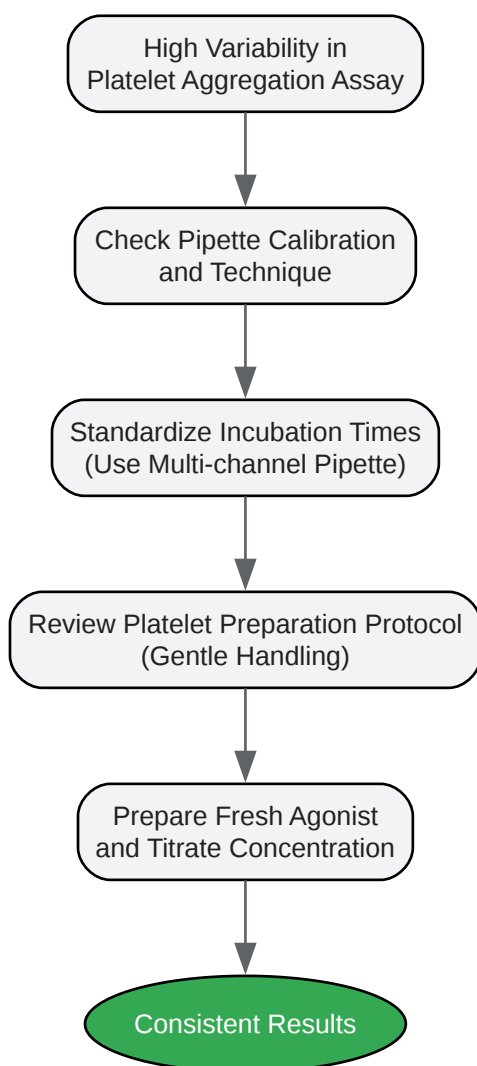 High Variability in
Platelet Aggregation Assay
Check Pipette Calibration
and Technique
Standardize Incubation Times
(Use Multi-channel Pipette)
Review Platelet Preparation Protocol
(Gentle Handling)
Prepare Fresh Agonist
and Titrate Concentration
Consistent Results